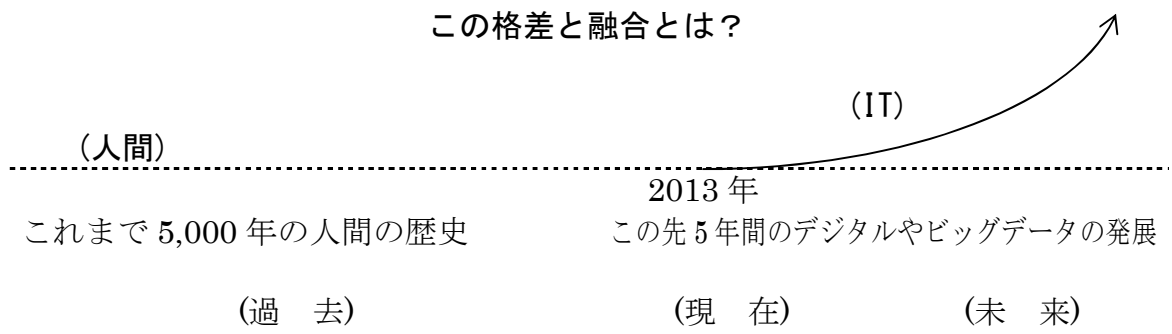 この格差と融合とは？
(IT)
(人間)
2013 年
これまで 5,000 年の人間の歴史 この先 5 年間のデジタルやビッグデータの発展
(過　去) (現　在) (未　来)